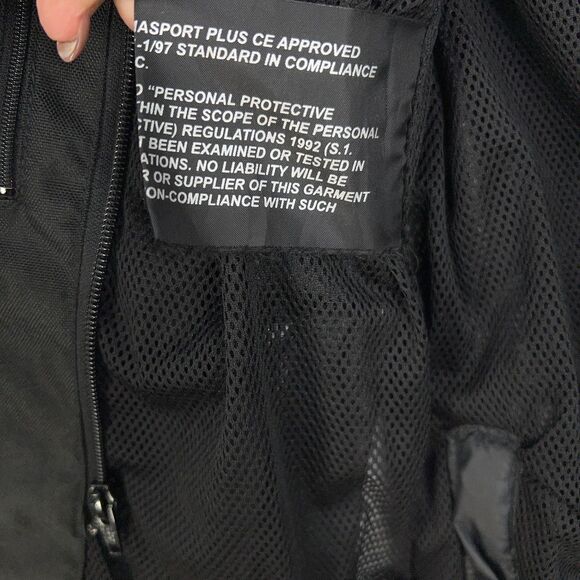 ASPORT PLUS CE APPROVED
-1/97 STANDARD IN COMPLIANCE
C.
"PERSONAL PROTECTIVE
THIN THE SCOPE OF THE PERSONAL
CTIVE) REGULATIONS 1992 (S.1.
T BEEN EXAMINED OR TESTED IN
ATIONS. NO LIABILITY WILL BE
R OR SUPPLIER OF THIS GARMENT
ON-COMPLIANCE WITH SUCH